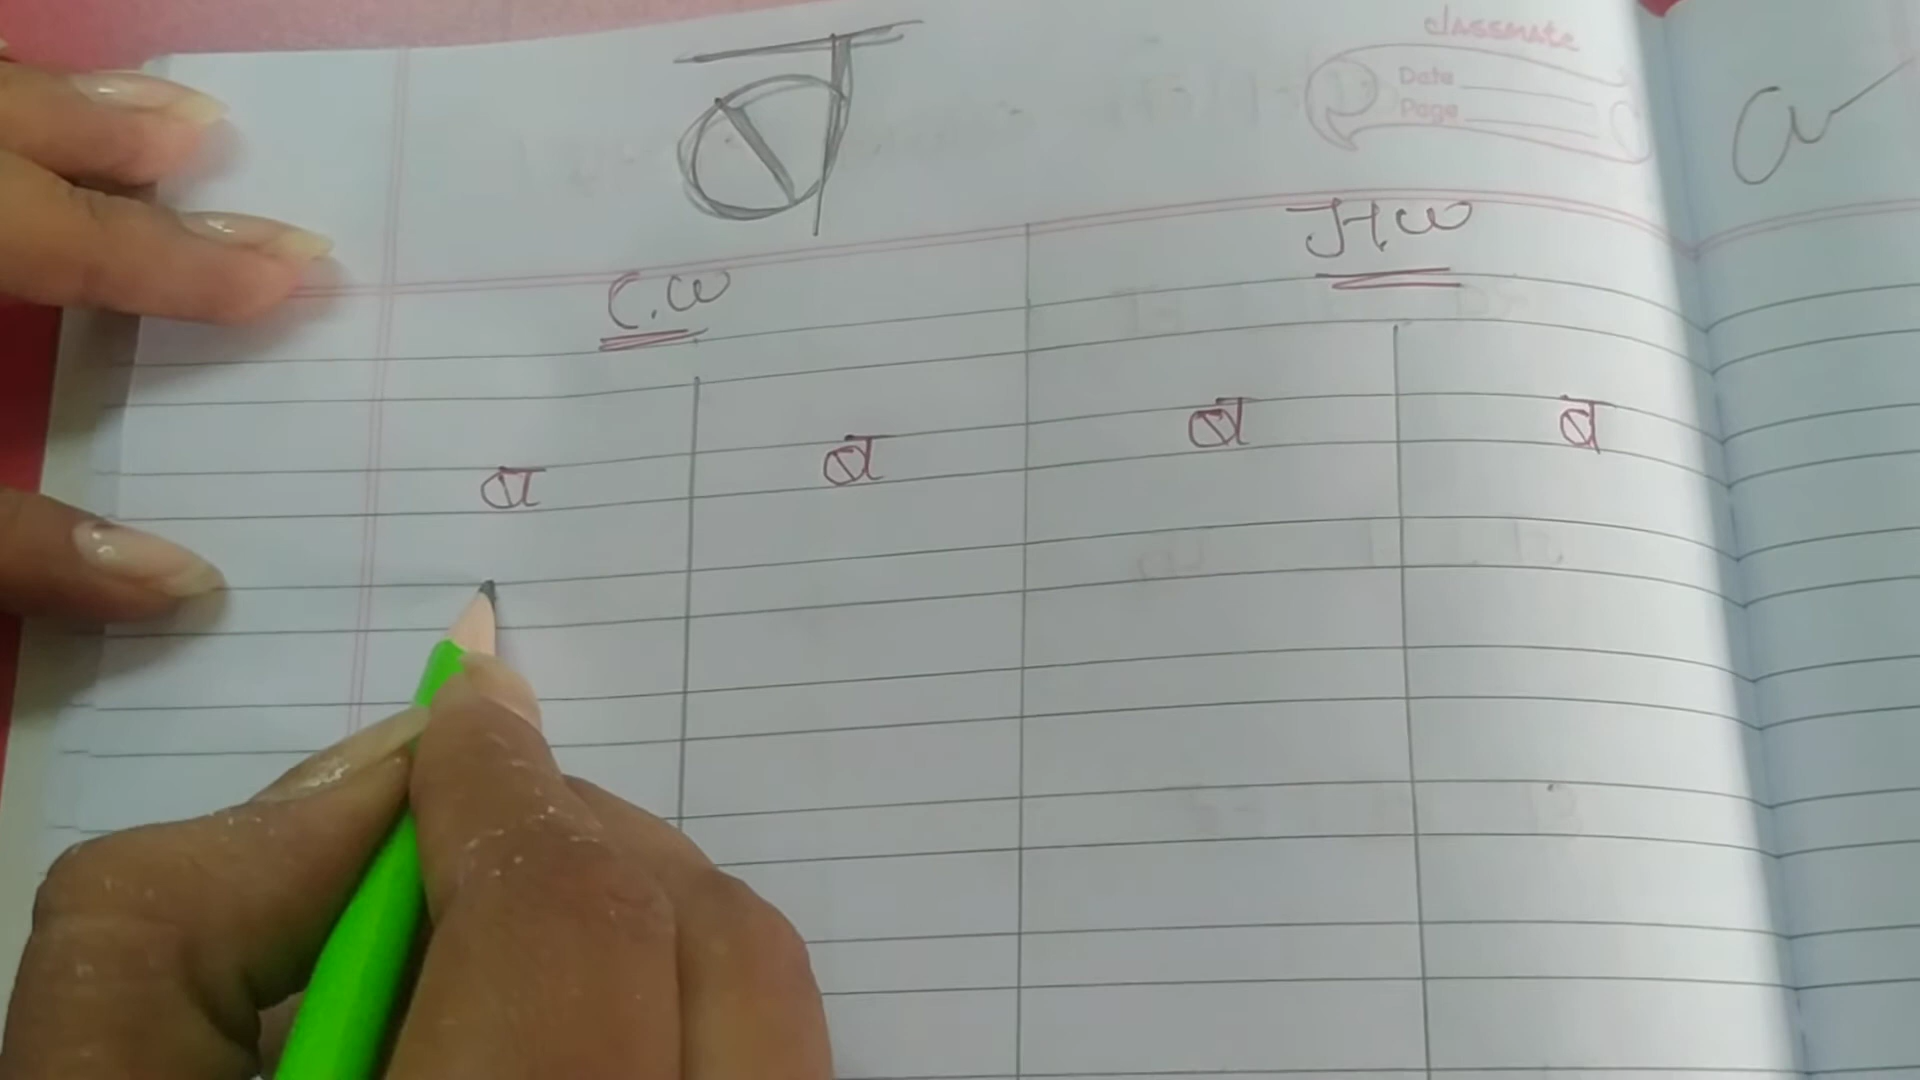 ब
classmate
Date
Page
C.W
H.W
ब ब ब ब
a